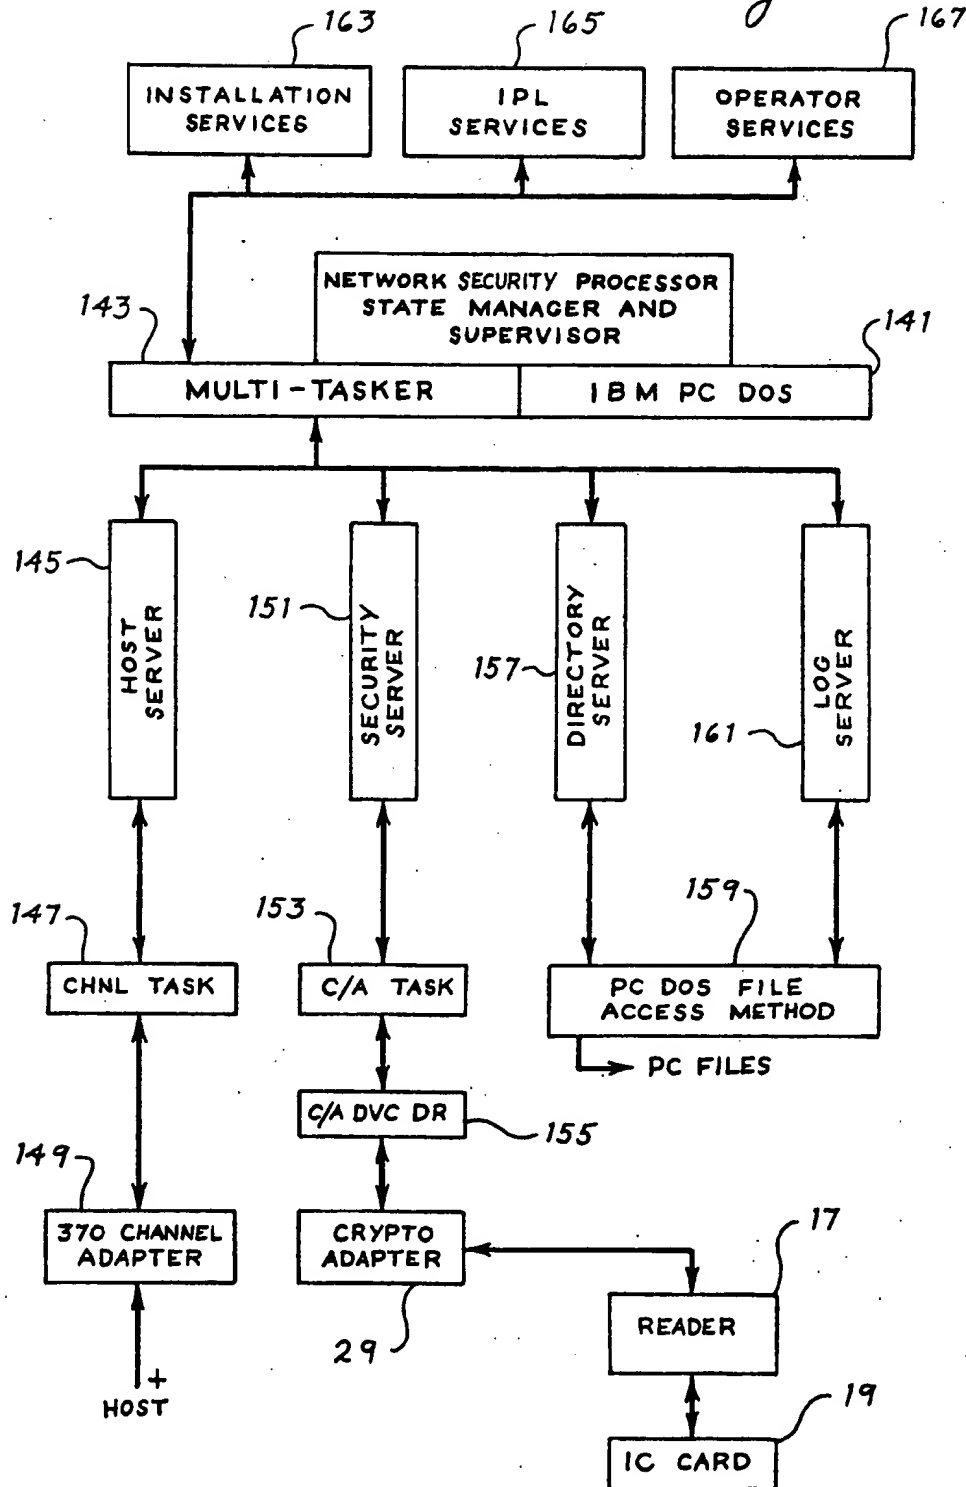 163
165
167
INSTALLATION
SERVICES
IPL
SERVICES
OPERATOR
SERVICES
NETWORK SECURITY PROCESSOR
STATE MANAGER AND
SUPERVISOR
143
141
MULTI-TASKER
IBM PC DOS
145
HOST
SERVER
151
SECURITY
SERVER
157
DIRECTORY
SERVER
161
LOG
SERVER
147
CHNL TASK
153
C/A TASK
159
PC DOS FILE
ACCESS METHOD
PC FILES
C/A DVC DR
155
149
370 CHANNEL
ADAPTER
CRYPTO
ADAPTER
29
17
READER
+
HOST
19
IC CARD